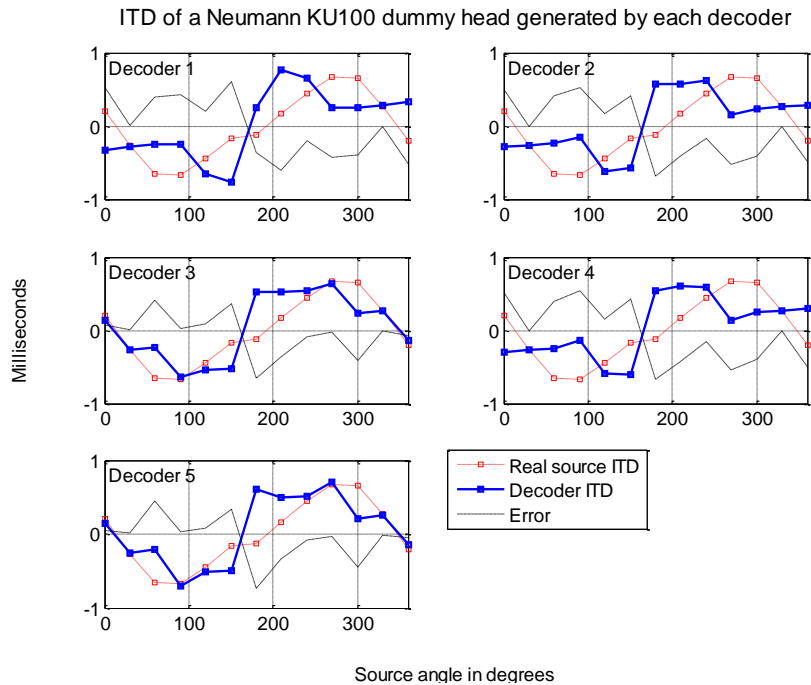 ITD of a Neumann KU100 dummy head generated by each decoder
Decoder 1
1
0
-1
0 100 200 300
Decoder 2
1
0
-1
0 100 200 300
Decoder 3
1
0
-1
0 100 200 300
Decoder 4
1
0
-1
0 100 200 300
Decoder 5
1
0
-1
0 100 200 300
Real source ITD
Decoder ITD
Error
Milliseconds
Source angle in degrees